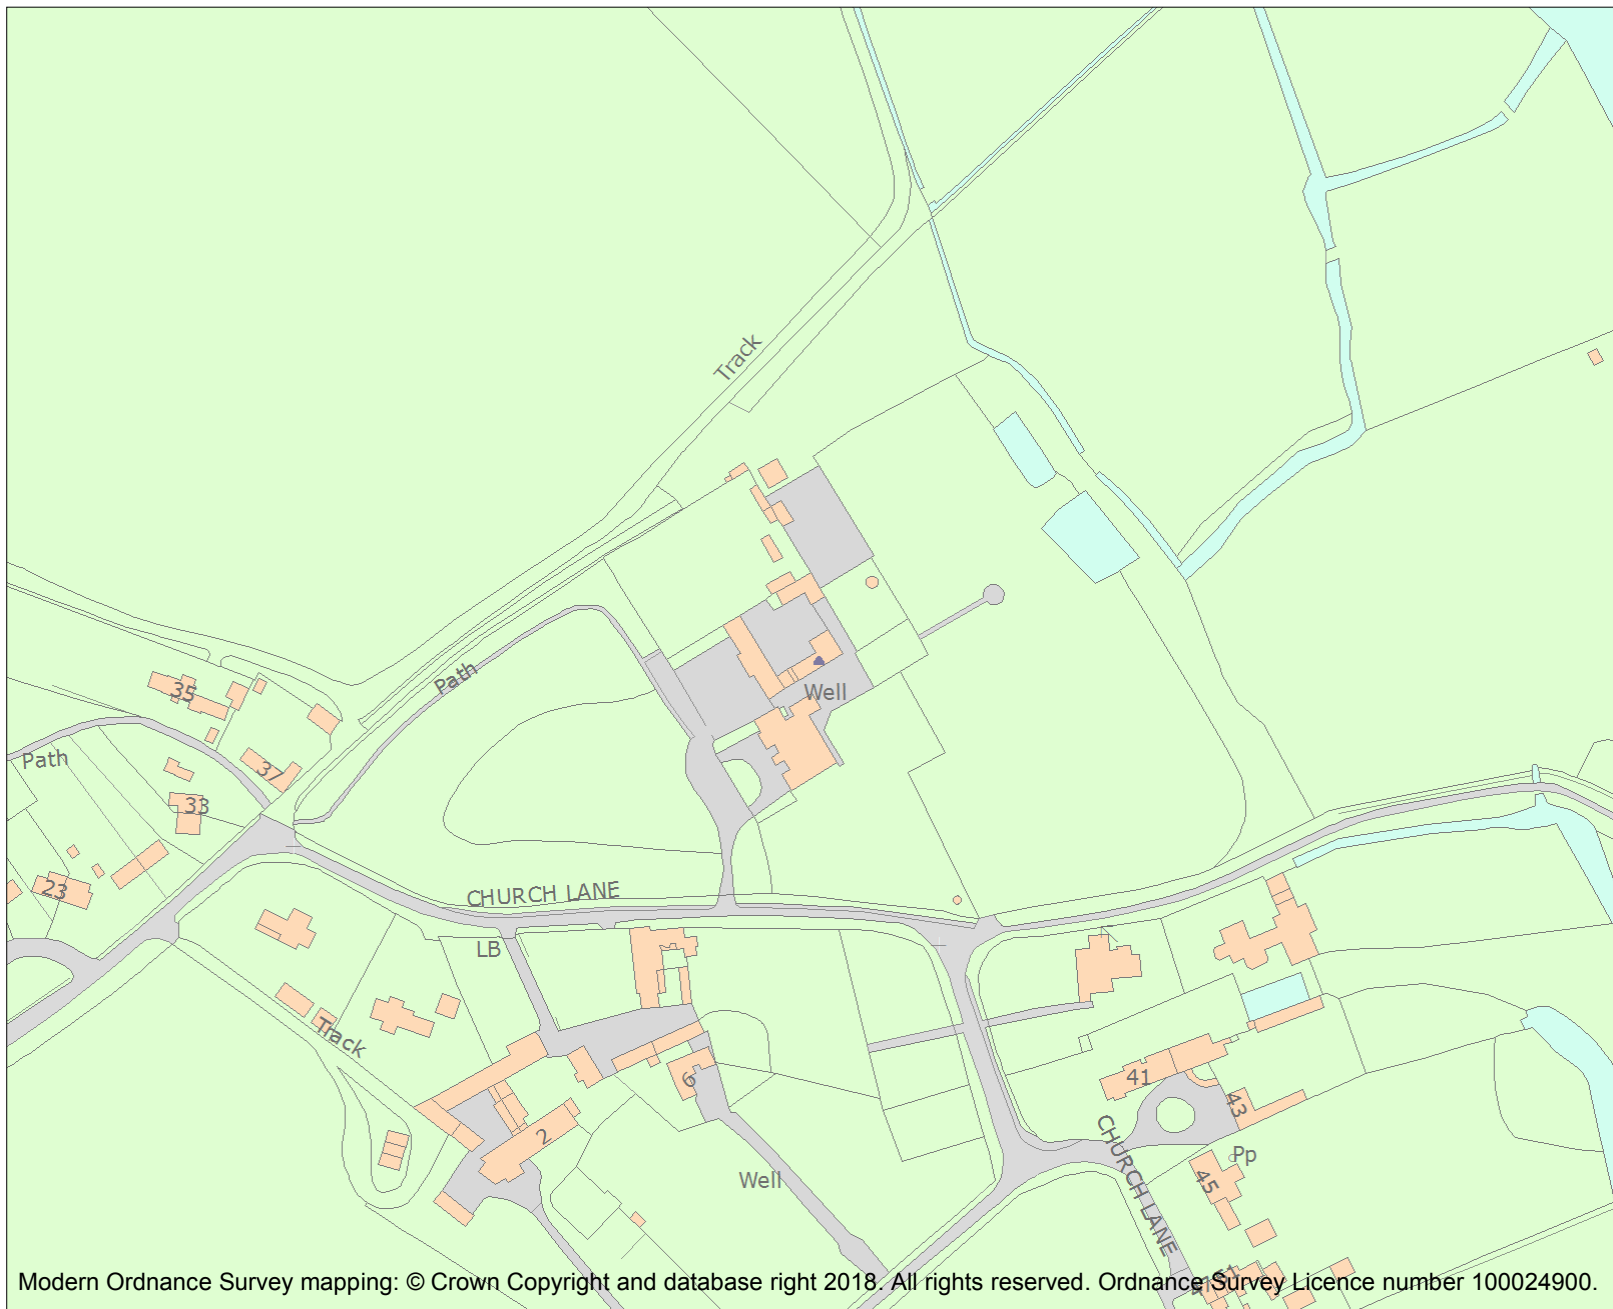 Track
Path
35
Well
Path
37
33
23
CHURCH LANE
LB
Track
6
41
43
2
CHURCH LANE
Pp
Well
45
51
Modern Ordnance Survey mapping: © Crown Copyright and database right 2018. All rights reserved. Ordnance Survey Licence number 100024900.